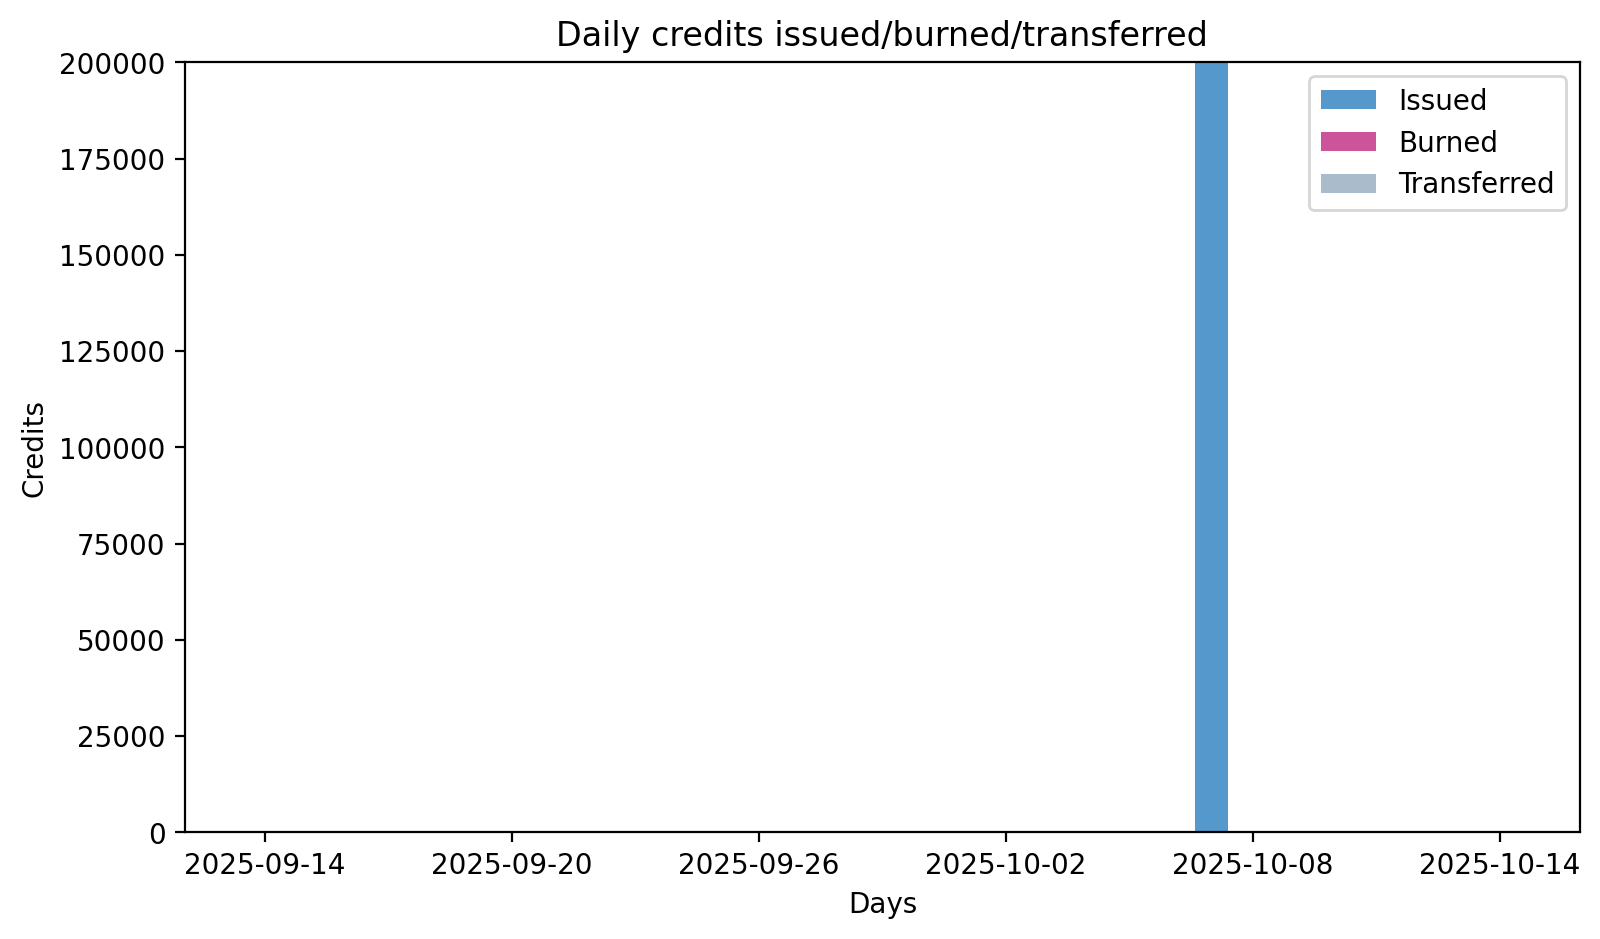 Daily credits issued/burned/transferred
200000
175000
150000
125000
100000
75000
50000
25000
0
Credits
Issued
Burned
Transferred
2025-09-14 2025-09-20 2025-09-26 2025-10-02 2025-10-08 2025-10-14
Days